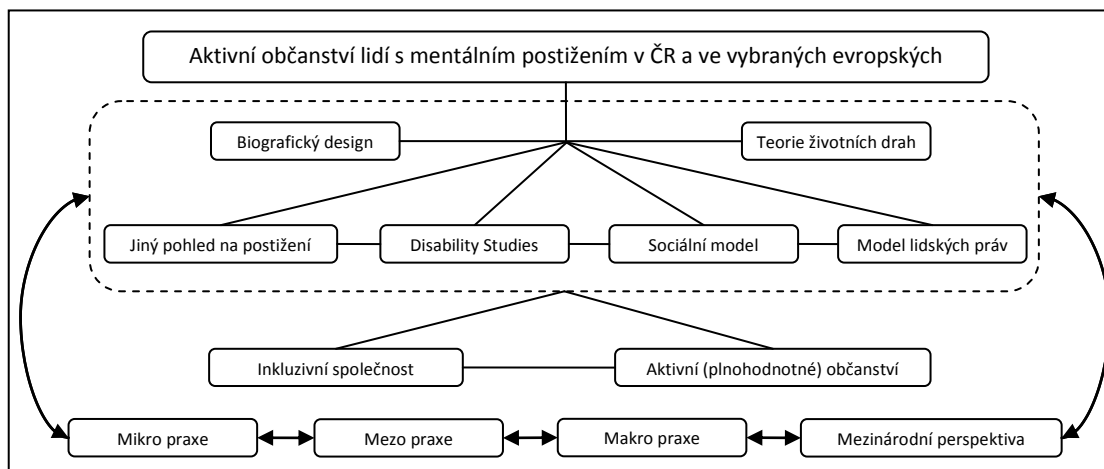 Aktivní občanství lidí s mentálním postižením v ČR a ve vybraných evropských
Biografický design
Teorie životních drah
Jiný pohled na postižení
Disability Studies
Sociální model
Model lidských práv
Inkluzivní společnost
Aktivní (plnohodnotné) občanství
Mikro praxe
Mezo praxe
Makro praxe
Mezinárodní perspektiva